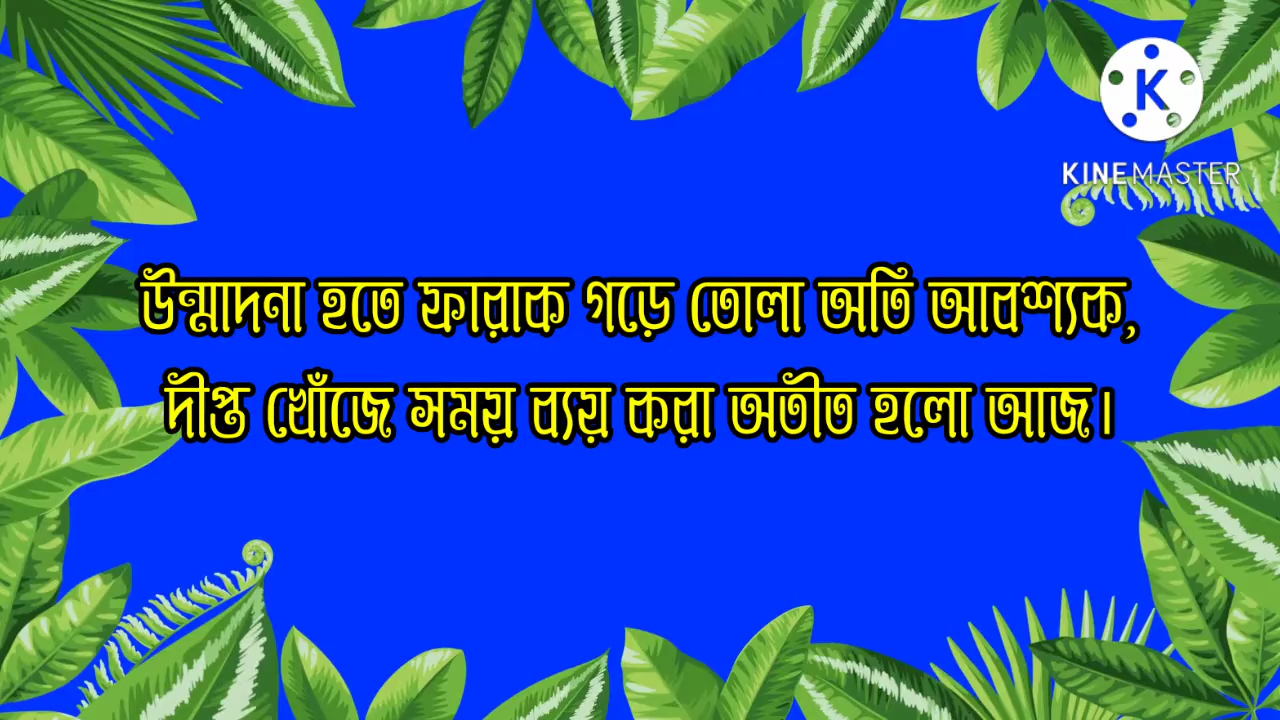 K
KINEMASTER
উন্মাদনা হতে ফারাক গড়ে তোলা অতি আবশ্যক,
দীপ্ত খোঁজে সময় ব্যয় করা অতীত হলো আজ।